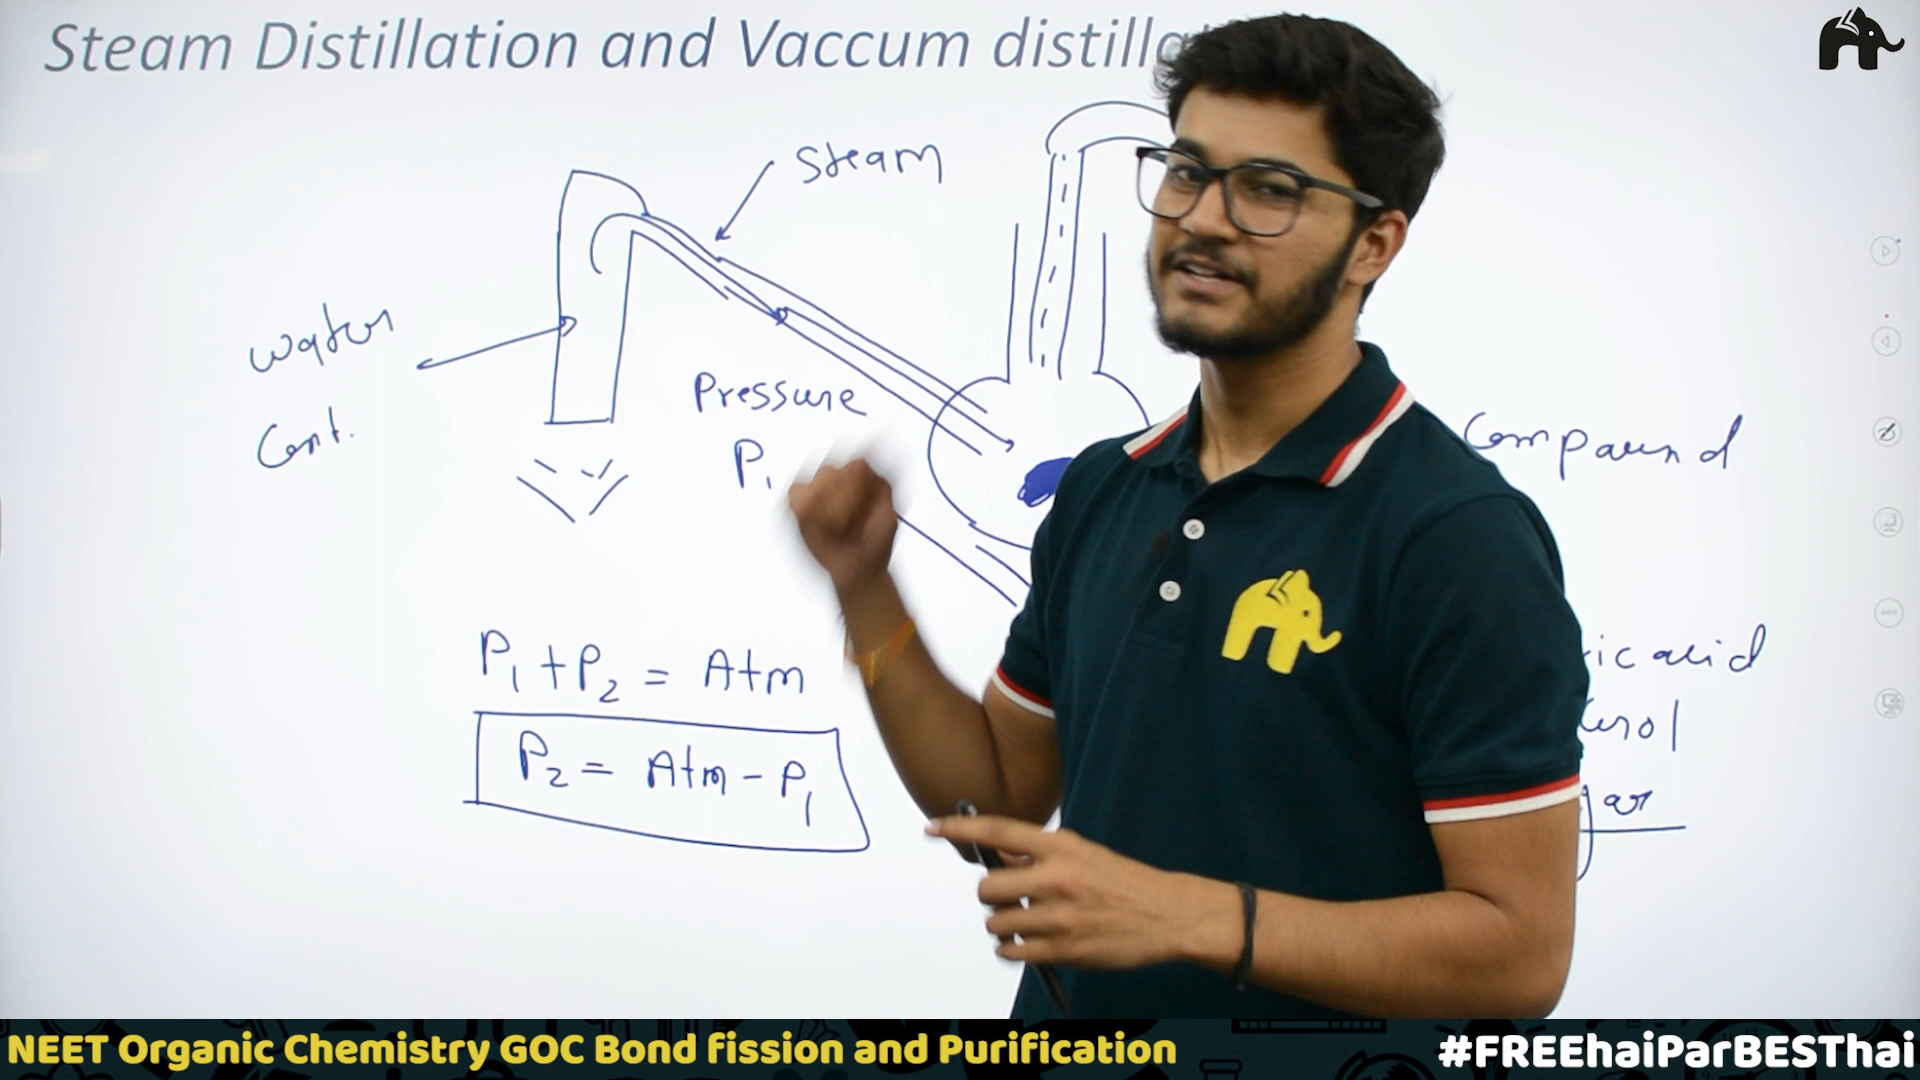 Steam Distillation and Vaccum distilla
Steam
water
Cont.
Pressure
P₁
Compound
P₁ + P₂ = Atm
P₂ = Atm - P₁
ic acid
NEET Organic Chemistry GOC Bond fission and Purification
#FREEhaiParBESThai